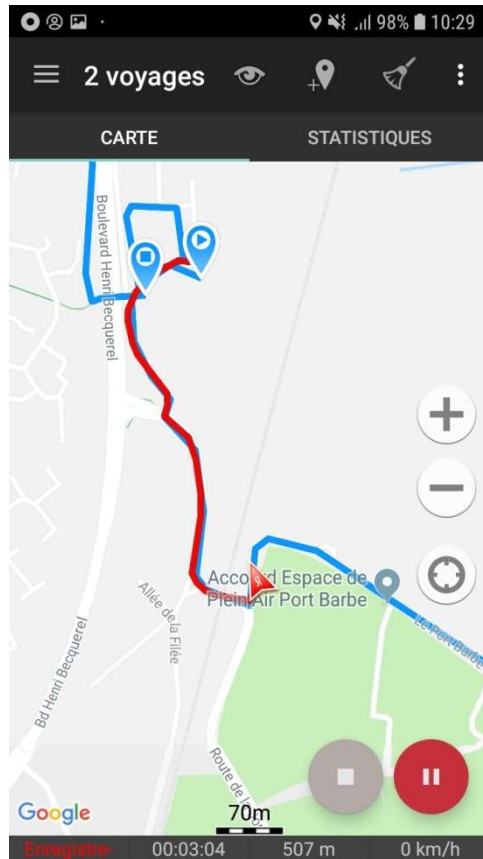 98% 10:29
2 voyages
CARTE
STATISTIQUES
Boulevard Henri Becquerel
Accord Espace de
Plein Air Port Barbe
Le Port Barbe
Allée de la Filée
Bd Henri Becquerel
Route de la
Google
70m
Enregistre-
00:03:04
507 m
0 km/h